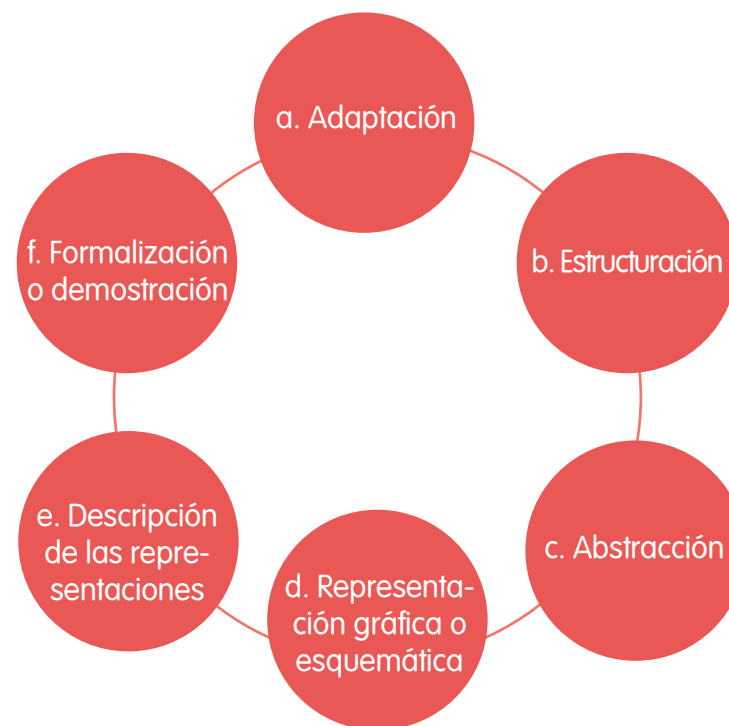 a. Adaptación
b. Estructuración
c. Abstracción
d. Representa-
ción gráfica o
esquemática
e. Descripción
de las repre-
sentaciones
f. Formalización
o demostración